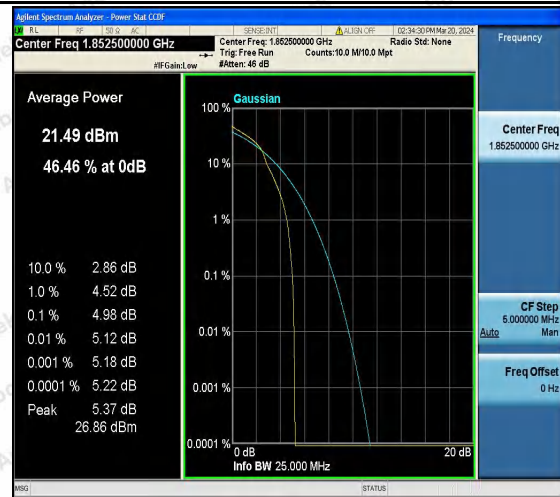 Agilent Spectrum Analyzer - Power Stat CCDF
RL RF 50 Ω AC SENSE:INT ALIGN OFF 02:34:30 PM Mar 20, 2024
Center Freq 1.852500000 GHz
Center Freq: 1.852500000 GHz Radio Std: None
Trig: Free Run Counts:10.0 M/10.0 Mpt
#IFGain:Low #Atten: 46 dB
Frequency
Average Power
21.49 dBm
46.46 % at 0dB
10.0 % 2.86 dB
1.0 % 4.52 dB
0.1 % 4.98 dB
0.01 % 5.12 dB
0.001 % 5.18 dB
0.0001 % 5.22 dB
Peak 5.37 dB
26.86 dBm
Gaussian
100 %
10 %
1 %
0.1 %
0.01 %
0.001 %
0.0001 %
0 dB 20 dB
Info BW 25.000 MHz
Center Freq
1.852500000 GHz
CF Step
5.000000 MHz
Auto Man
Freq Offset
0 Hz
MSG STATUS